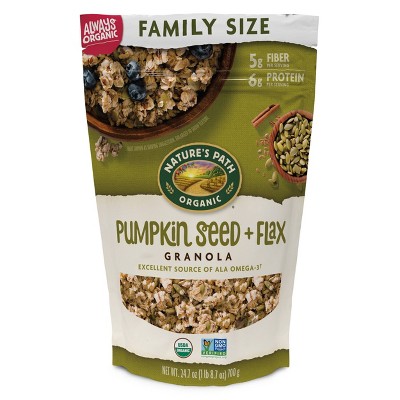 ALWAYS
ORGANIC
FAMILY SIZE
5g FIBER
PER SERVING
6g PROTEIN
PER SERVING
NATURE'S PATH
ORGANIC
PUMPKIN SEED + FLAX
GRANOLA
EXCELLENT SOURCE OF ALA OMEGA-3†
USDA
ORGANIC
NON
GMO
Project
VERIFIED
NET WT. 24.7 OZ (1 lb 8.7 oz) 700 g